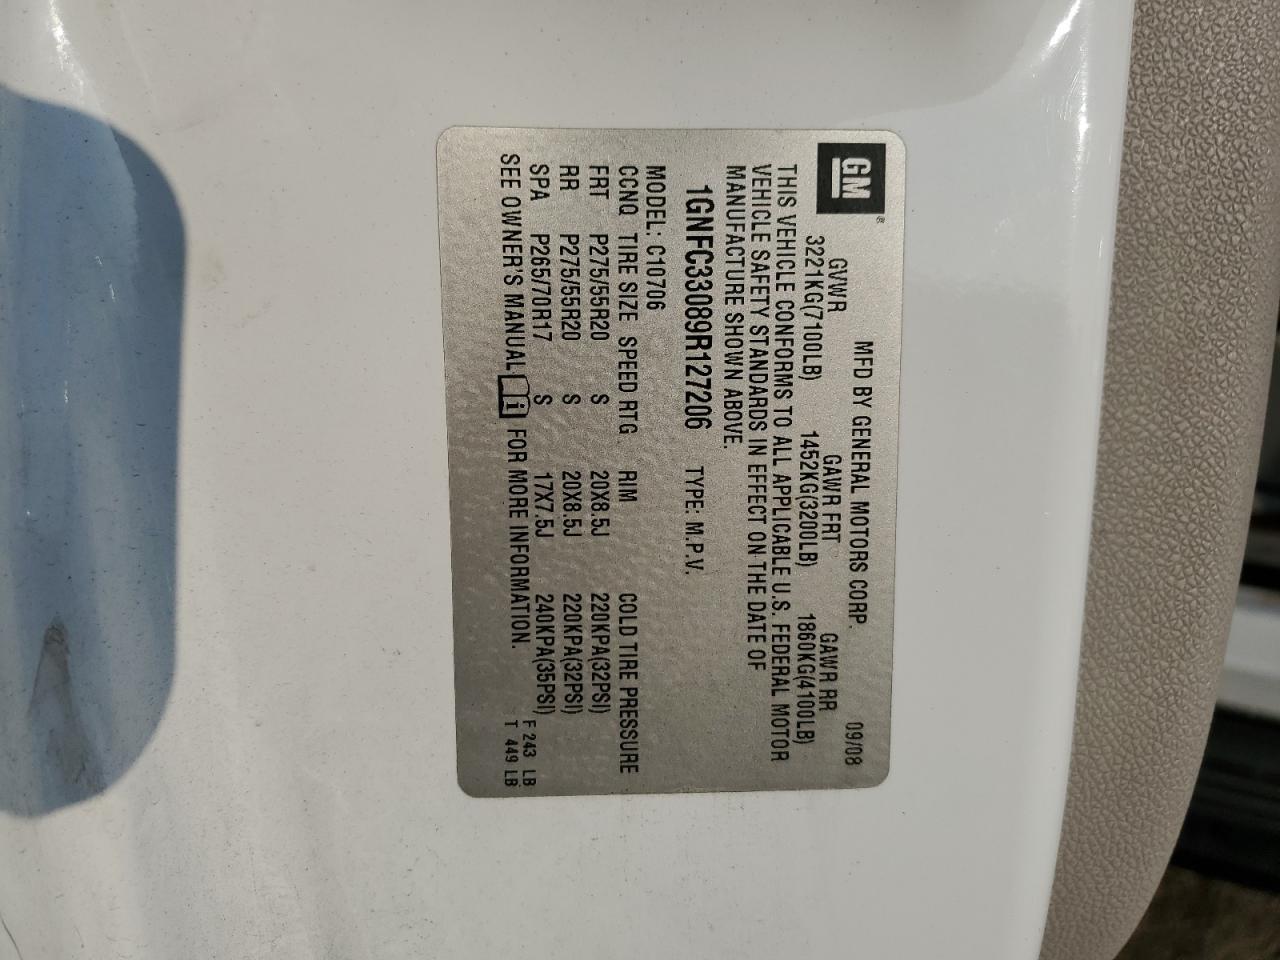 GM ®
MFD BY GENERAL MOTORS CORP. 09/08
GVWR GAWR FRT GAWR RR
3221KG(7100LB) 1452KG(3200LB) 1860KG(4100LB)
THIS VEHICLE CONFORMS TO ALL APPLICABLE U.S. FEDERAL MOTOR
VEHICLE SAFETY STANDARDS IN EFFECT ON THE DATE OF
MANUFACTURE SHOWN ABOVE.
1GNFC33089R127206 TYPE: M.P.V.
MODEL: C10706
CCNQ TIRE SIZE SPEED RTG RIM COLD TIRE PRESSURE
FRT P275/55R20 S 20X8.5J 220KPA(32PSI)
RR P275/55R20 S 20X8.5J 220KPA(32PSI)
SPA P265/70R17 S 17X7.5J 240KPA(35PSI) F 243 LB
SEE OWNER'S MANUAL i FOR MORE INFORMATION. T 449 LB